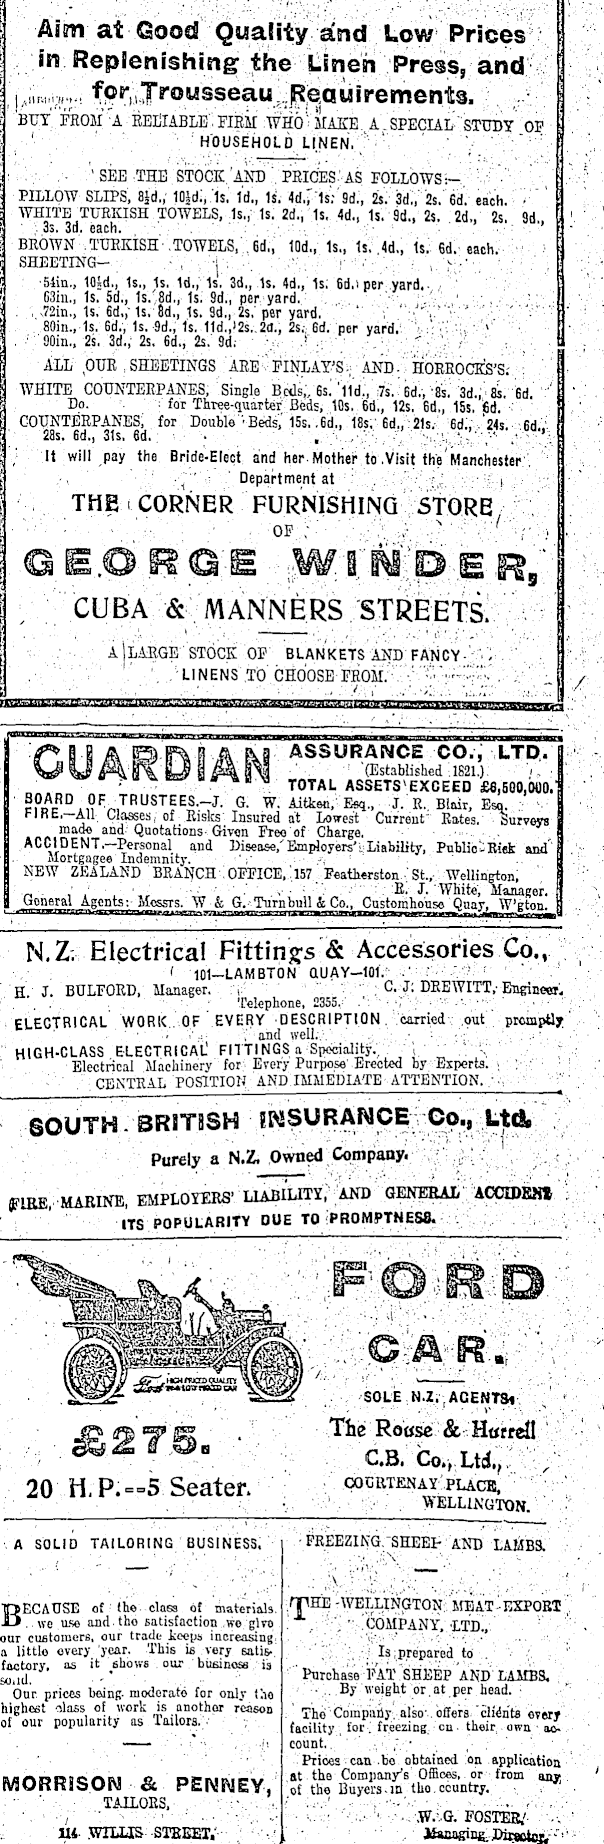 Aim at Good Quality and Low Prices
in Replenishing the Linen Press, and
for Trousseau Requirements.
BUY FROM A RELIABLE FIRM WHO MAKE A SPECIAL STUDY OF
HOUSEHOLD LINEN.
SEE THE STOCK AND PRICES AS FOLLOWS:—
PILLOW SLIPS, 8½d., 10½d., 1s. 1d., 1s. 4d., 1s. 9d., 2s. 3d., 2s. 6d. each.
WHITE TURKISH TOWELS, 1s., 1s. 2d., 1s. 4d., 1s. 9d., 2s. 2d., 2s. 9d.,
3s. 3d. each.
BROWN TURKISH TOWELS, 6d., 10d., 1s., 1s. 4d., 1s. 6d. each.
SHEETING—
54in., 10½d., 1s., 1s. 1d., 1s. 3d., 1s. 4d., 1s. 6d. per yard.
63in., 1s. 5d., 1s. 8d., 1s. 9d., per yard.
72in., 1s. 6d., 1s. 8d., 1s. 9d., 2s. per yard.
80in., 1s. 6d., 1s. 9d., 1s. 11d., 2s. 2d., 2s. 6d. per yard.
90in., 2s. 3d., 2s. 6d., 2s. 9d.
ALL OUR SHEETINGS ARE FINLAY'S AND HORROCKS'S.
WHITE COUNTERPANES, Single Beds, 6s. 11d., 7s. 6d., 8s. 3d., 8s. 6d.
Do. for Three-quarter Beds, 10s. 6d., 12s. 6d., 15s. 6d.
COUNTERPANES, for Double Beds, 15s. 6d., 18s. 6d., 21s. 6d., 24s. 6d.,
28s. 6d., 31s. 6d.
It will pay the Bride-Elect and her Mother to Visit the Manchester
Department at
THE CORNER FURNISHING STORE
OF
GEORGE WINDER,
CUBA & MANNERS STREETS.
A LARGE STOCK OF BLANKETS AND FANCY
LINENS TO CHOOSE FROM.
GUARDIAN ASSURANCE CO., LTD.
(Established 1821.)
TOTAL ASSETS EXCEED £6,500,000.
BOARD OF TRUSTEES.—J. G. W. Aitken, Esq., J. R. Blair, Esq.
FIRE.—All Classes of Risks Insured at Lowest Current Rates. Surveys
made and Quotations Given Free of Charge.
ACCIDENT.—Personal and Disease, Employers' Liability, Public Risk and
Mortgagee Indemnity.
NEW ZEALAND BRANCH OFFICE, 157 Featherston St., Wellington,
R. J. White, Manager.
General Agents: Messrs. W & G. Turnbull & Co., Customhouse Quay, W'gton.
N.Z. Electrical Fittings & Accessories Co.,
101—LAMBTON QUAY—101.
H. J. BULFORD, Manager. C. J. DREWITT, Engineer.
Telephone, 2355.
ELECTRICAL WORK OF EVERY DESCRIPTION carried out promptly
and well.
HIGH-CLASS ELECTRICAL FITTINGS a Speciality.
Electrical Machinery for Every Purpose Erected by Experts.
CENTRAL POSITION AND IMMEDIATE ATTENTION.
SOUTH BRITISH INSURANCE Co., Ltd.
Purely a N.Z. Owned Company.
FIRE, MARINE, EMPLOYERS' LIABILITY, AND GENERAL ACCIDENT
ITS POPULARITY DUE TO PROMPTNESS.
FORD
CAR.
HIGH PRICED QUALITY
Ford IN A LOW PRICED CAR
£275.
20 H.P.--5 Seater.
SOLE N.Z. AGENTS:
The Rouse & Hurrell
C.B. Co., Ltd.,
COURTENAY PLACE,
WELLINGTON.
A SOLID TAILORING BUSINESS.
BECAUSE of the class of materials
we use and the satisfaction we give
our customers, our trade keeps increasing
a little every year. This is very satis-
factory, as it shows our business is
solid.
Our prices being moderate for only the
highest class of work is another reason
of our popularity as Tailors.
MORRISON & PENNEY,
TAILORS,
114 WILLIS STREET.
FREEZING SHEEP AND LAMBS.
THE WELLINGTON MEAT EXPORT
COMPANY, LTD.,
Is prepared to
Purchase FAT SHEEP AND LAMBS.
By weight or at per head.
The Company also offers clients every
facility for freezing on their own ac-
count.
Prices can be obtained on application
at the Company's Offices, or from any
of the Buyers in the country.
W. G. FOSTER,
Managing Director.